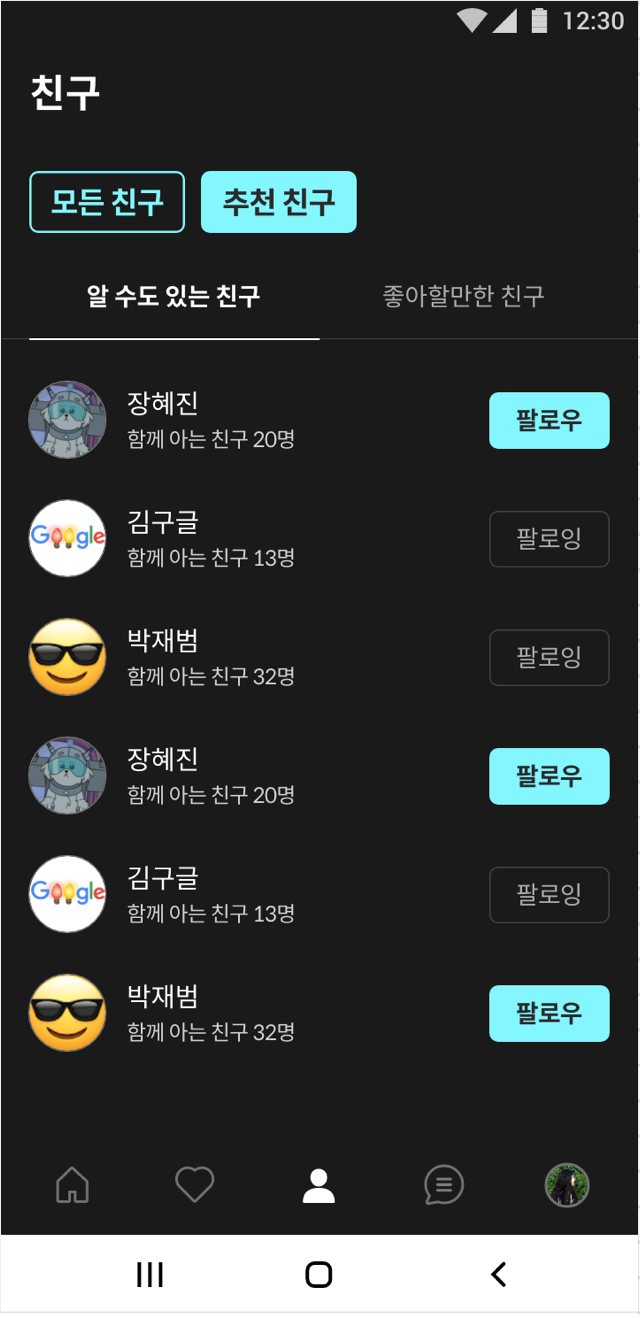 12:30
친구
모든 친구 추천 친구
알 수도 있는 친구 좋아할만한 친구
장혜진
함께 아는 친구 20명
팔로우
Google
김구글
함께 아는 친구 13명
팔로잉
박재범
함께 아는 친구 32명
팔로잉
장혜진
함께 아는 친구 20명
팔로우
Google
김구글
함께 아는 친구 13명
팔로잉
박재범
함께 아는 친구 32명
팔로우